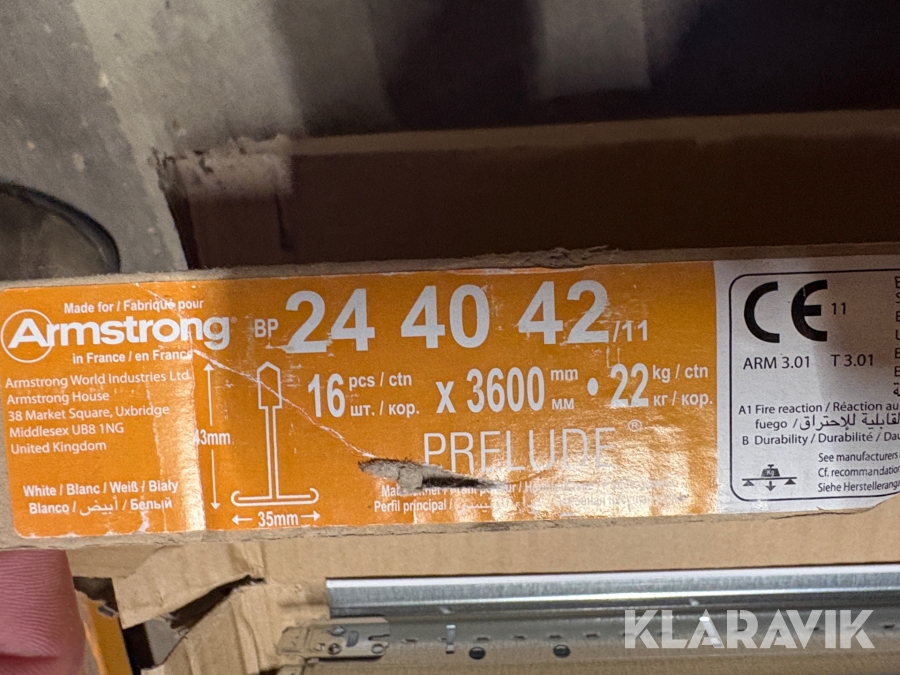 Made for / Fabriqué pour
Armstrong®
in France / en France
Armstrong World Industries Ltd
Armstrong House
38 Market Square, Uxbridge
Middlesex UB8 1NG
United Kingdom
White / Blanc / Weiß / Biały
Blanco / أبيض / Белый
43mm
35mm
BP 24 40 42/11
16 pcs / ctn x 3600 mm • 22 kg / ctn
шт. / кор. мм кг / кор.
PRELUDE®
Perfil principal /
CE 11
ARM 3.01 T 3.01
A1 Fire reaction / Réaction au
fuego / القابلية للإحتراق
B Durability / Durabilité / Dau
See manufacturers
Cf. recommandation
Siehe Herstellerang
KLARAVIK